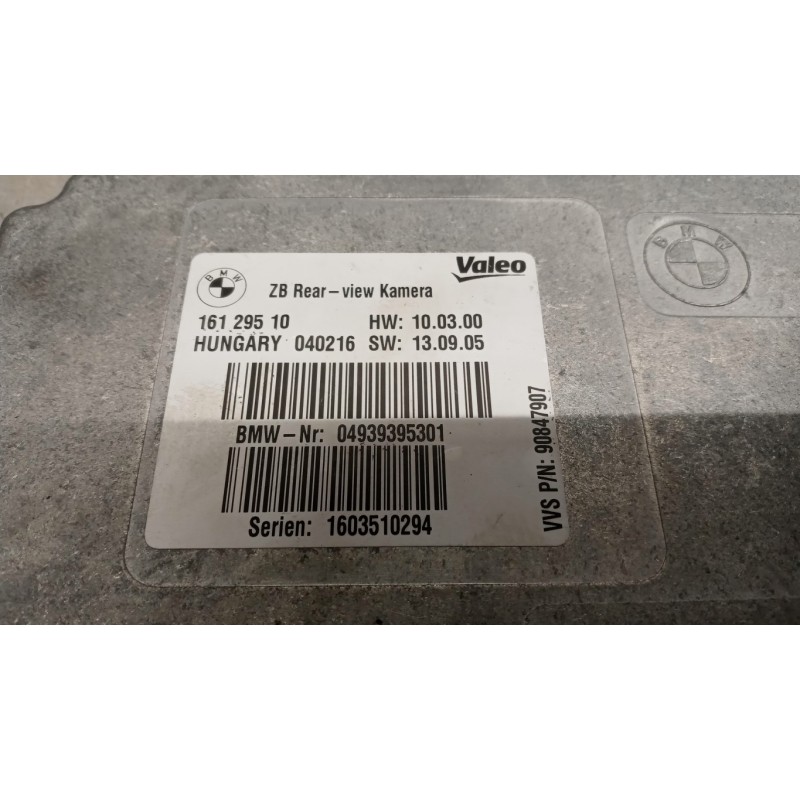 BMW
Valeo
ZB Rear-view Kamera
161 295 10 HW: 10.03.00
HUNGARY 040216 SW: 13.09.05
BMW-Nr: 04939395301
Serien: 1603510294
VVS P/N: 90847907
BMW